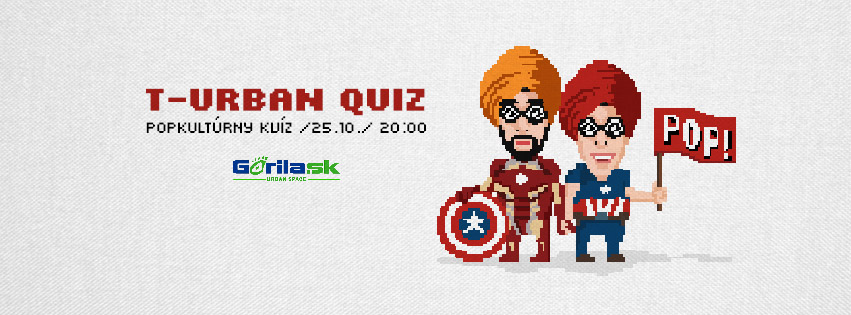 T-URBAN QUIZ
POPKULTÚRNY KVÍZ /25.10./ 20:00
Gorila.sk
URBAN SPACE
POP!